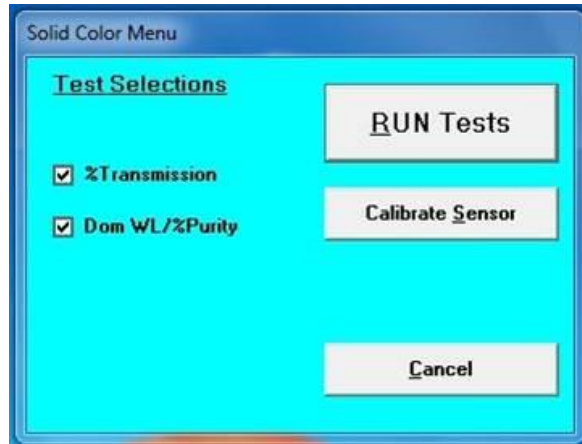 Solid Color Menu
Test Selections
RUN Tests
%Transmission
Calibrate Sensor
Dom WL/%Purity
Cancel